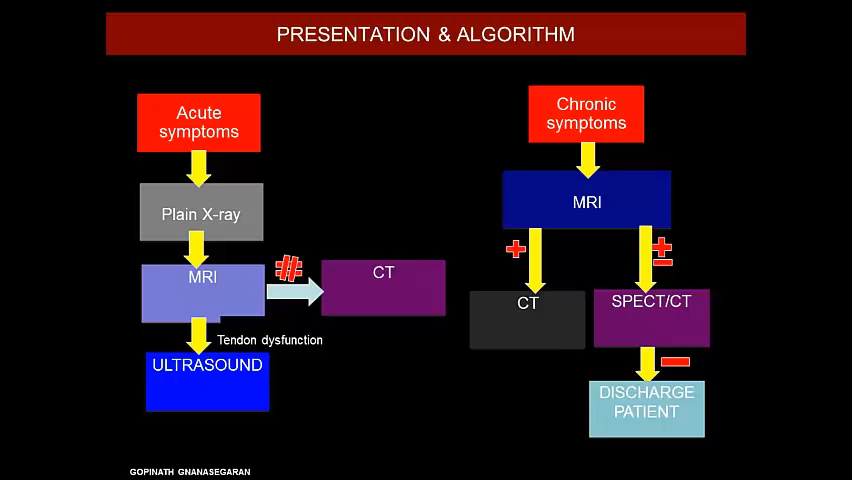 PRESENTATION & ALGORITHM
Acute
symptoms
Plain X-ray
MRI
#
CT
Tendon dysfunction
ULTRASOUND
Chronic
symptoms
MRI
+
±
CT
SPECT/CT
DISCHARGE
PATIENT
GOPINATH GNANASEGARAN